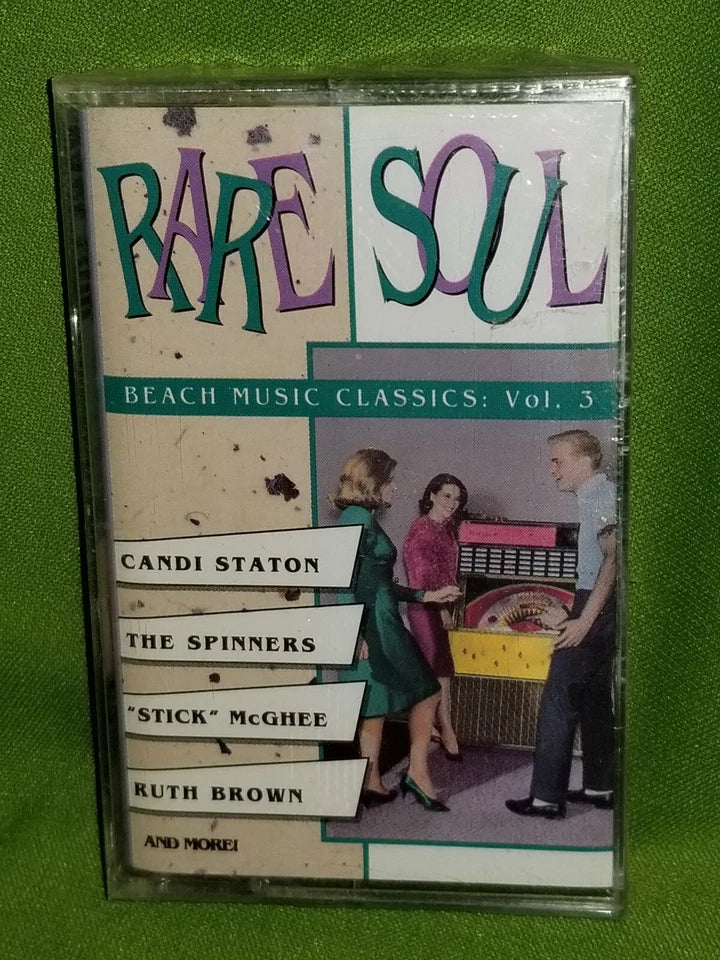 RARE SOUL
BEACH MUSIC CLASSICS: Vol. 3
CANDI STATON
THE SPINNERS
"STICK" McGHEE
RUTH BROWN
AND MORE!